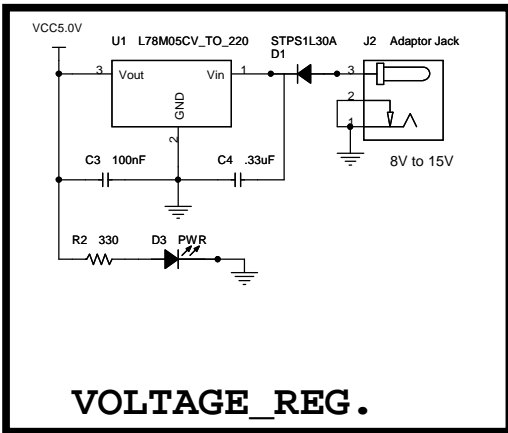 VCC5.0V
U1 L78M05CV_TO_220 STPS1L30A J2 Adaptor Jack
D1
3 Vout Vin 1 3
GND
2
1
2
C3 100nF C4 .33uF 8V to 15V
R2 330 D3 PWR
VOLTAGE_REG.